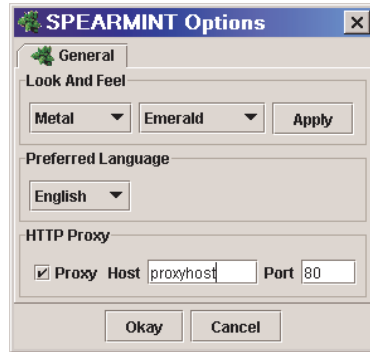 SPEARMINT Options
General
Look And Feel
Metal Emerald Apply
Preferred Language
English
HTTP Proxy
Proxy Host proxyhost Port 80
Okay Cancel